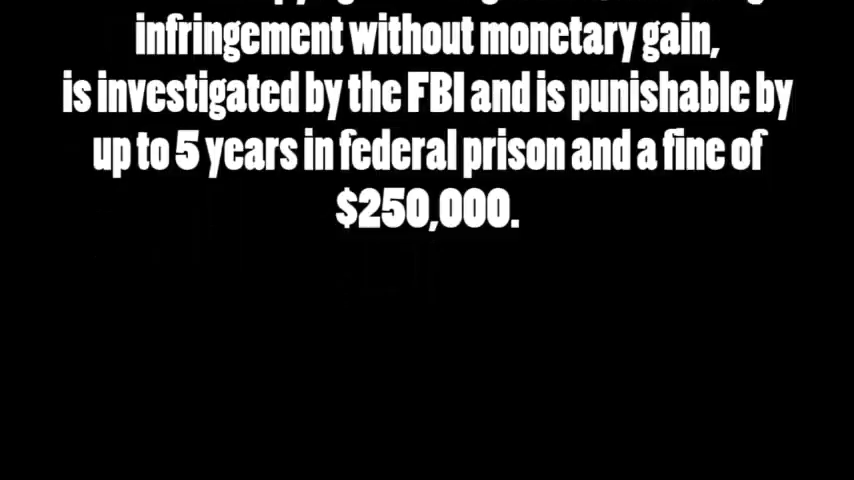 infringement without monetary gain,
is investigated by the FBI and is punishable by
up to 5 years in federal prison and a fine of
$250,000.